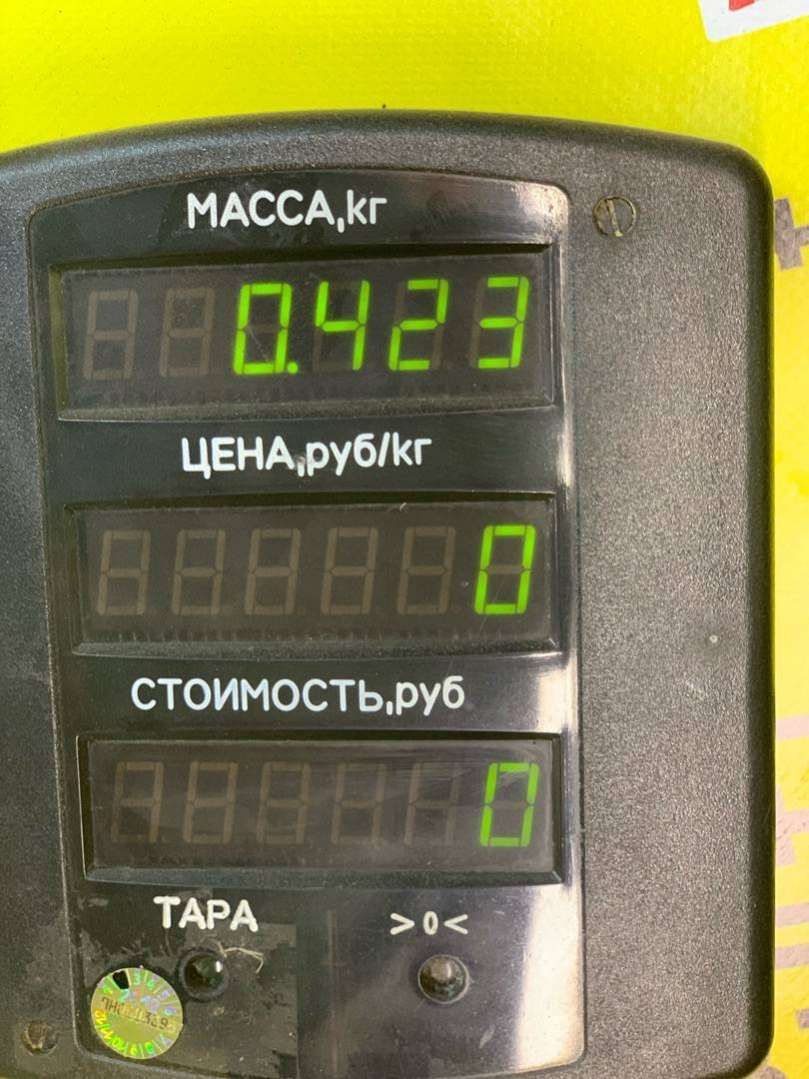 МАССА,кг
0.423
ЦЕНА,руб/кг
0
СТОИМОСТЬ,руб
0
ТАРА >0<